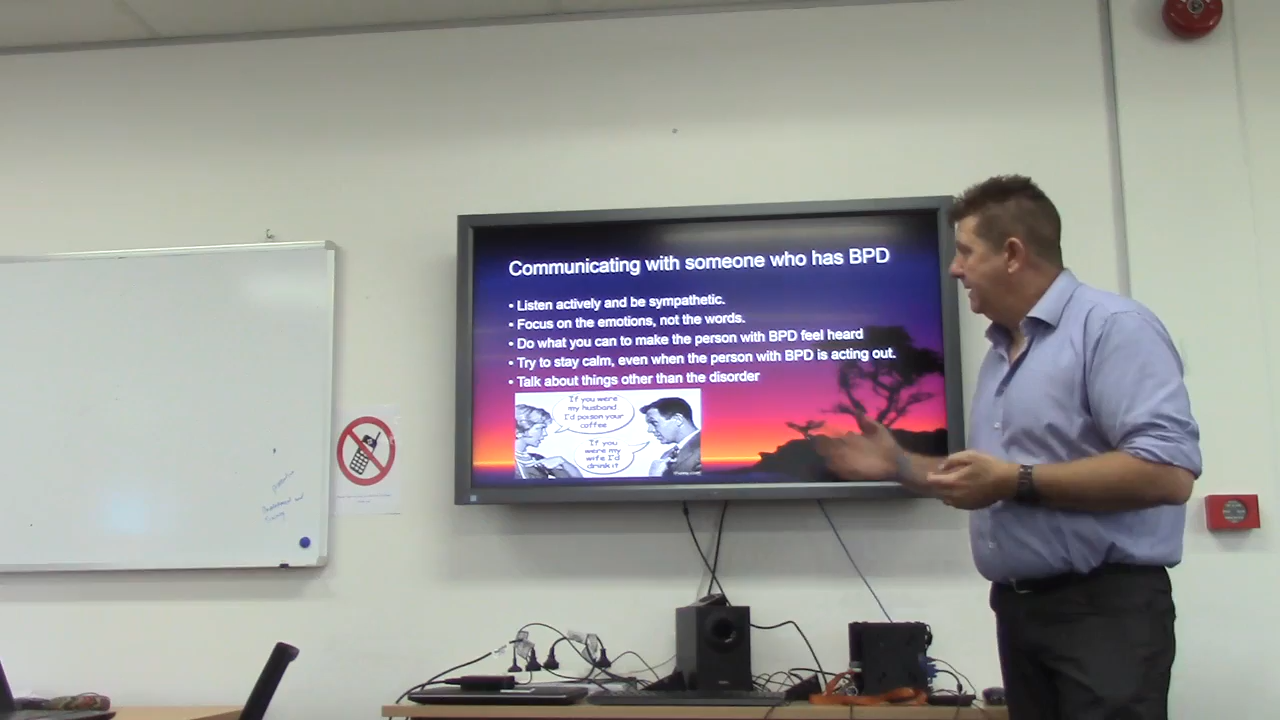 Communicating with someone who has BPD
• Listen actively and be sympathetic.
• Focus on the emotions, not the words.
• Do what you can to make the person with BPD feel heard
• Try to stay calm, even when the person with BPD is acting out.
• Talk about things other than the disorder
If you were
my husband
I'd poison your
coffee
If you
were my
wife I'd
drink it
Training